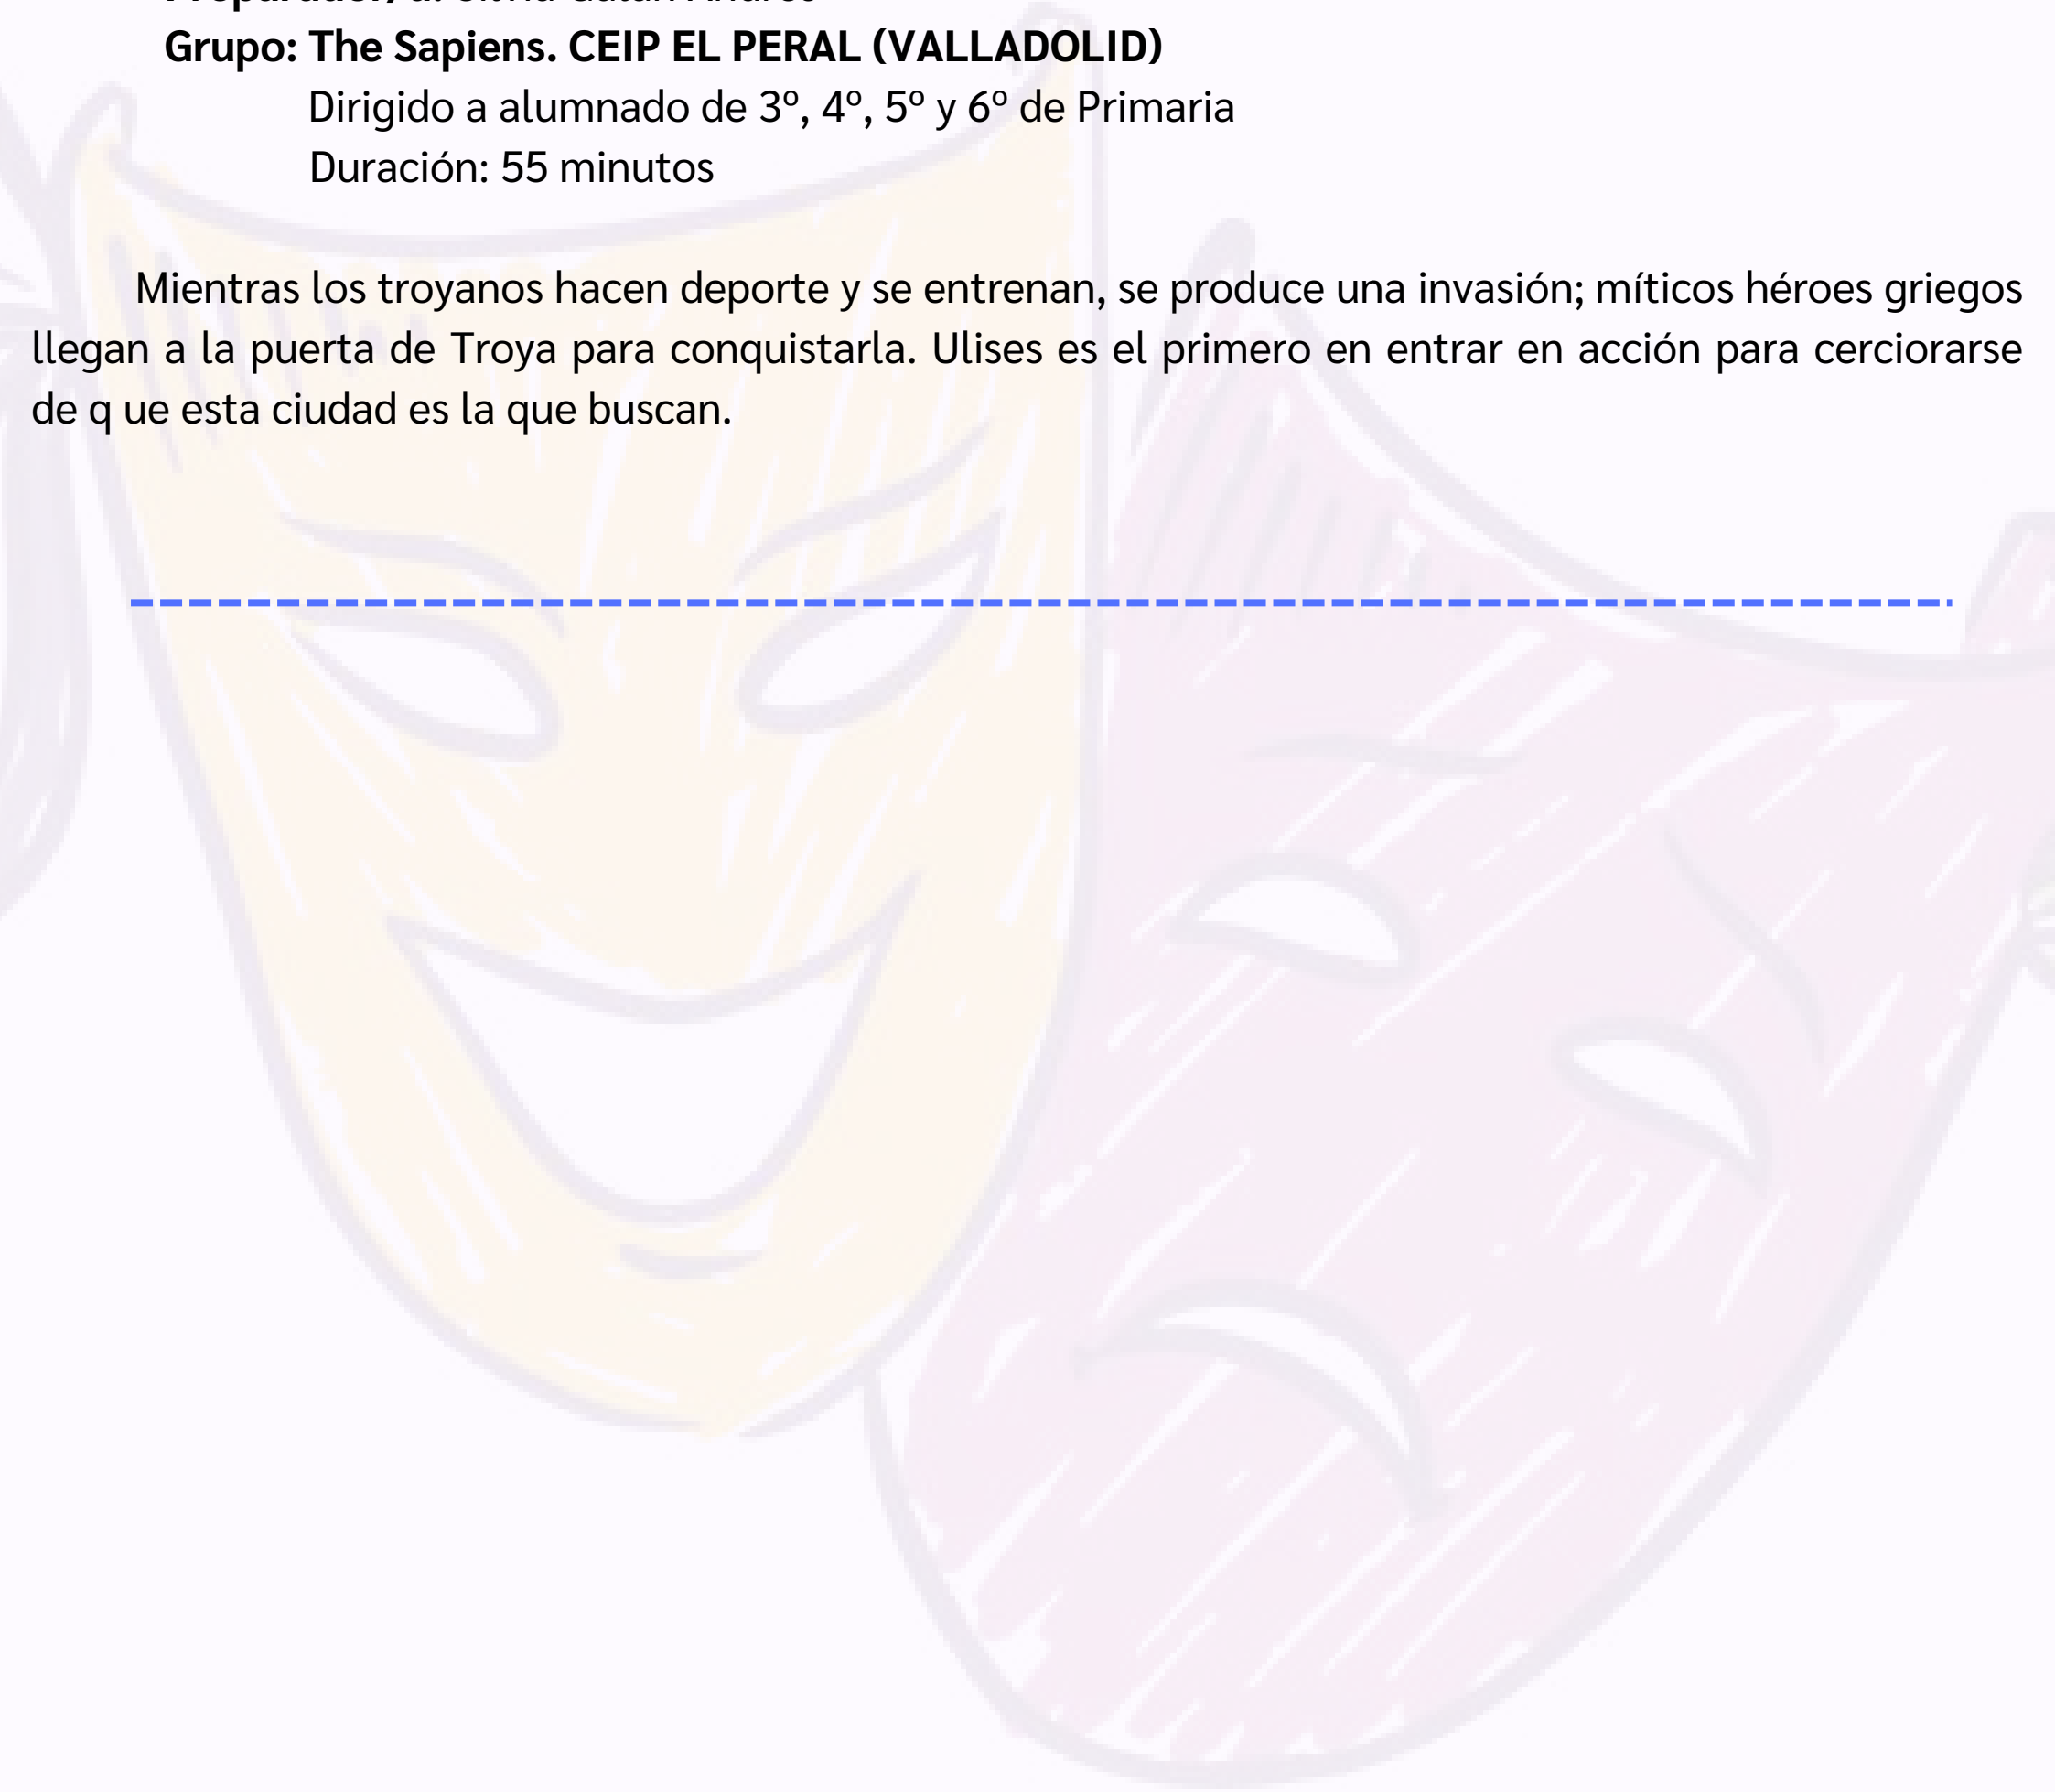 Grupo: The Sapiens. CEIP EL PERAL (VALLADOLID)
Dirigido a alumnado de 3º, 4º, 5º y 6º de Primaria
Duración: 55 minutos
Mientras los troyanos hacen deporte y se entrenan, se produce una invasión; míticos héroes griegos
llegan a la puerta de Troya para conquistarla. Ulises es el primero en entrar en acción para cerciorarse
de q ue esta ciudad es la que buscan.